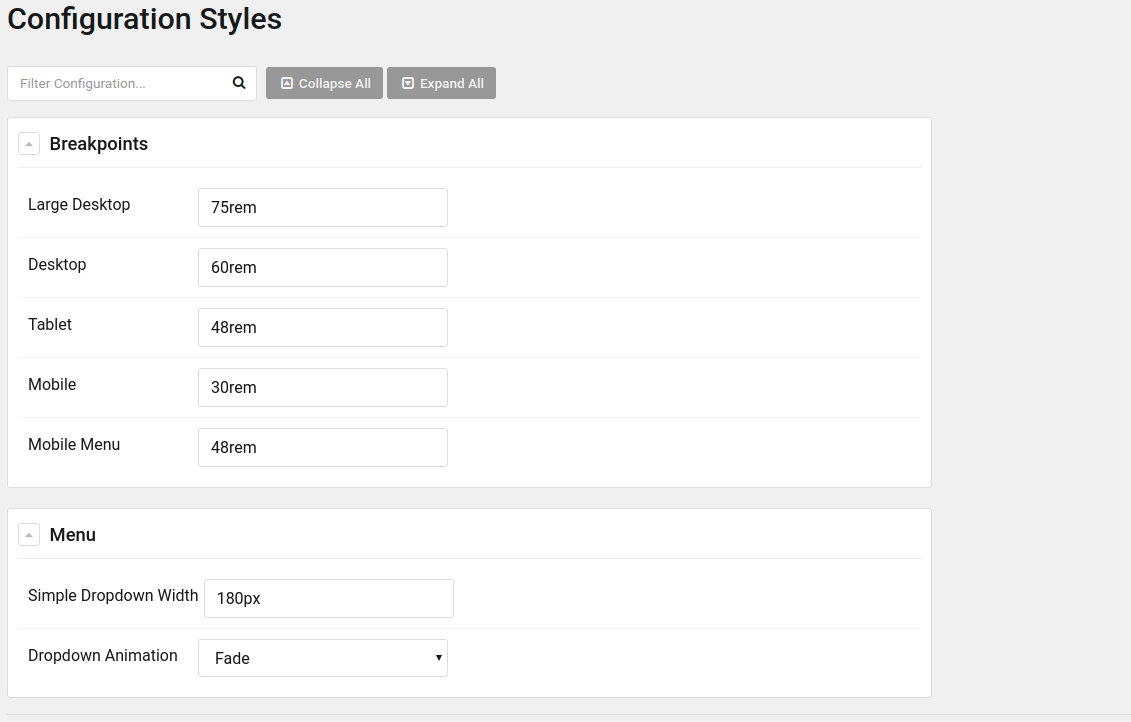 Configuration Styles
Filter Configuration...
Collapse All
Expand All
Breakpoints
Large Desktop 75rem
Desktop 60rem
Tablet 48rem
Mobile 30rem
Mobile Menu 48rem
Menu
Simple Dropdown Width 180px
Dropdown Animation Fade